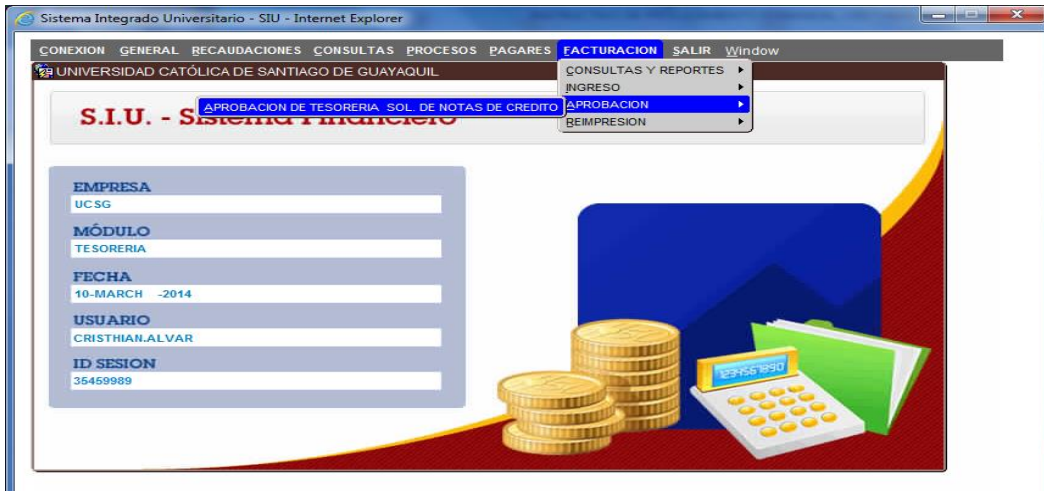 Sistema Integrado Universitario - SIU - Internet Explorer
CONEXION GENERAL RECAUDACIONES CONSULTAS PROCESOS PAGARES FACTURACION SALIR Window
UNIVERSIDAD CATÓLICA DE SANTIAGO DE GUAYAQUIL
CONSULTAS Y REPORTES
INGRESO
APROBACION DE TESORERIA SOL. DE NOTAS DE CREDITO APROBACION
REIMPRESION
S.I.U. - Sistema Financiero
EMPRESA
UCSG
MÓDULO
TESORERIA
FECHA
10-MARCH -2014
USUARIO
CRISTHIAN.ALVAR
ID SESION
35459989
1234567890